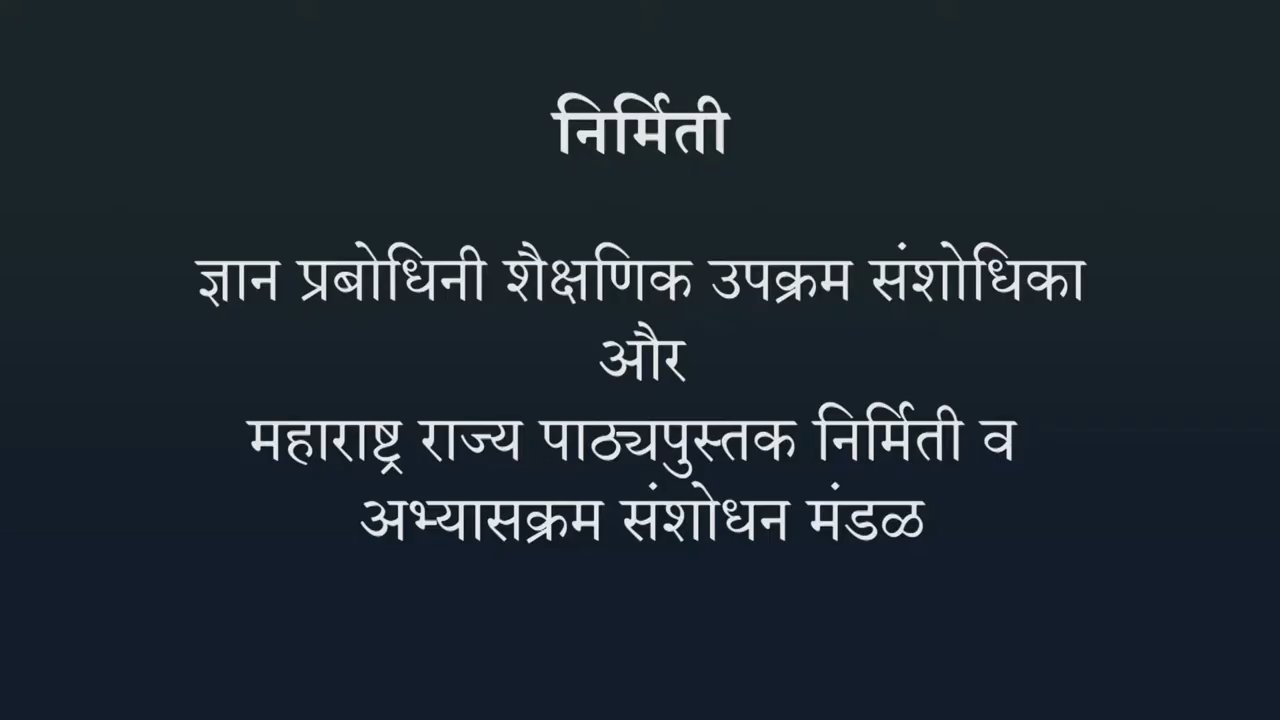 निर्मिती
ज्ञान प्रबोधिनी शैक्षणिक उपक्रम संशोधिका
और
महाराष्ट्र राज्य पाठ्यपुस्तक निर्मिती व
अभ्यासक्रम संशोधन मंडळ